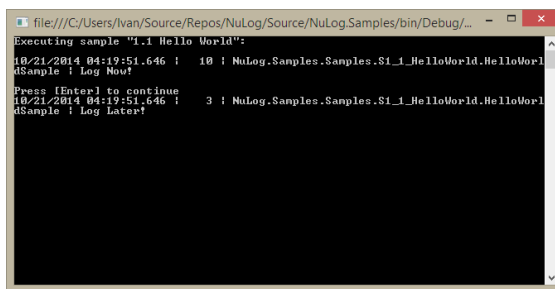 file:///C:/Users/Ivan/Source/Repos/NuLog/Source/NuLog.Samples/bin/Debug/...
Executing sample "1.1 Hello World":
10/21/2014 04:19:51.646 |   10 | NuLog.Samples.Samples.S1_1_HelloWorld.HelloWorl
dSample | Log Now!
Press [Enter] to continue
10/21/2014 04:19:51.646 |    3 | NuLog.Samples.Samples.S1_1_HelloWorld.HelloWorl
dSample | Log Later!